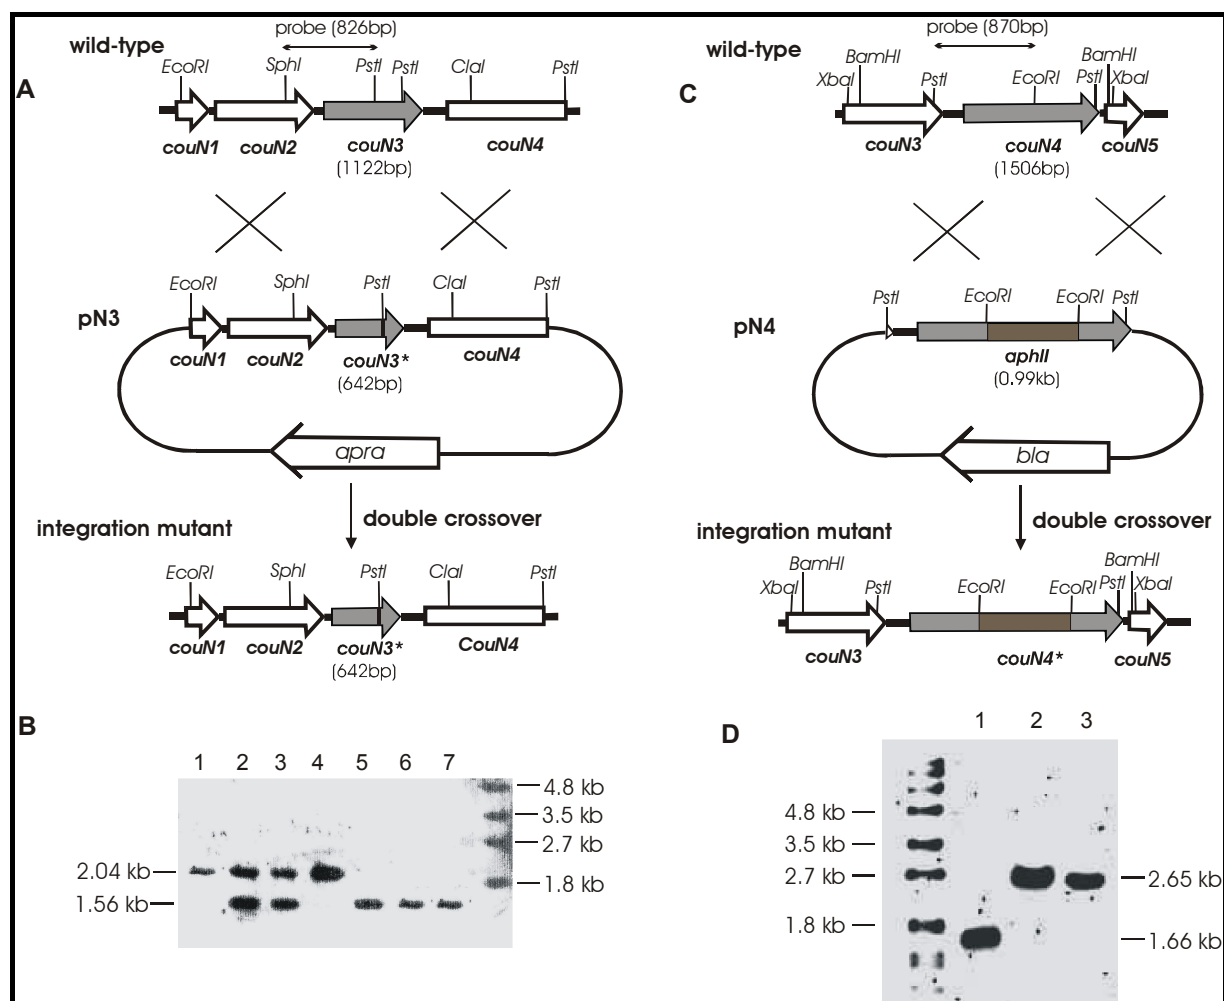 A
wild-type
probe (826bp)
EcoRI SphI PstI PstI ClaI PstI
couN1 couN2 couN3 couN4
(1122bp)
pN3
EcoRI SphI PstI ClaI PstI
couN1 couN2 couN3* couN4
(642bp)
apra
double crossover
integration mutant
EcoRI SphI PstI ClaI PstI
couN1 couN2 couN3* CouN4
(642bp)
B
1 2 3 4 5 6 7
4.8 kb
3.5 kb
2.7 kb
1.8 kb
2.04 kb
1.56 kb
C
wild-type
probe (870bp)
XbaI BamHI PstI EcoRI PstI BamHI XbaI
couN3 couN4 couN5
(1506bp)
pN4
PstI EcoRI EcoRI PstI
aphII
(0.99kb)
bla
double crossover
integration mutant
XbaI BamHI PstI EcoRI EcoRI PstI BamHI XbaI
couN3 couN4* couN5
D
1 2 3
4.8 kb
3.5 kb
2.7 kb
1.8 kb
2.65 kb
1.66 kb